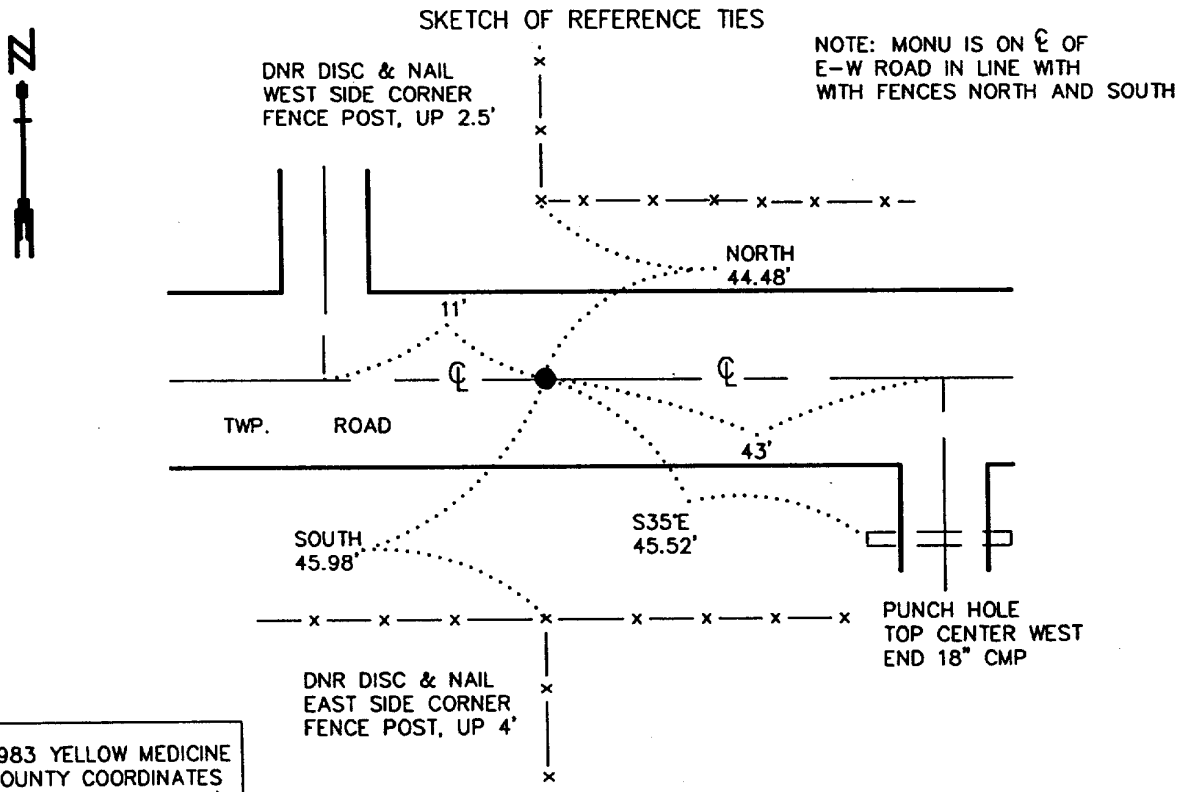 SKETCH OF REFERENCE TIES
N
DNR DISC & NAIL
WEST SIDE CORNER
FENCE POST, UP 2.5'
NOTE: MONU IS ON ℄ OF
E-W ROAD IN LINE WITH
WITH FENCES NORTH AND SOUTH
NORTH
44.48'
11'
℄
℄
TWP. ROAD
43'
SOUTH
45.98'
S35°E
45.52'
PUNCH HOLE
TOP CENTER WEST
END 18" CMP
DNR DISC & NAIL
EAST SIDE CORNER
FENCE POST, UP 4'
983 YELLOW MEDICINE
OUNTY COORDINATES